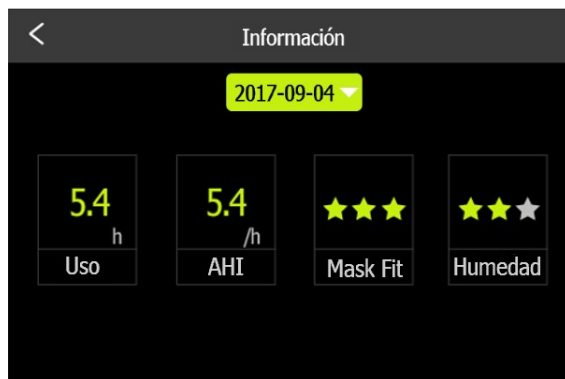 Información
2017-09-04
5.4 h
Uso
5.4 /h
AHI
Mask Fit
Humedad